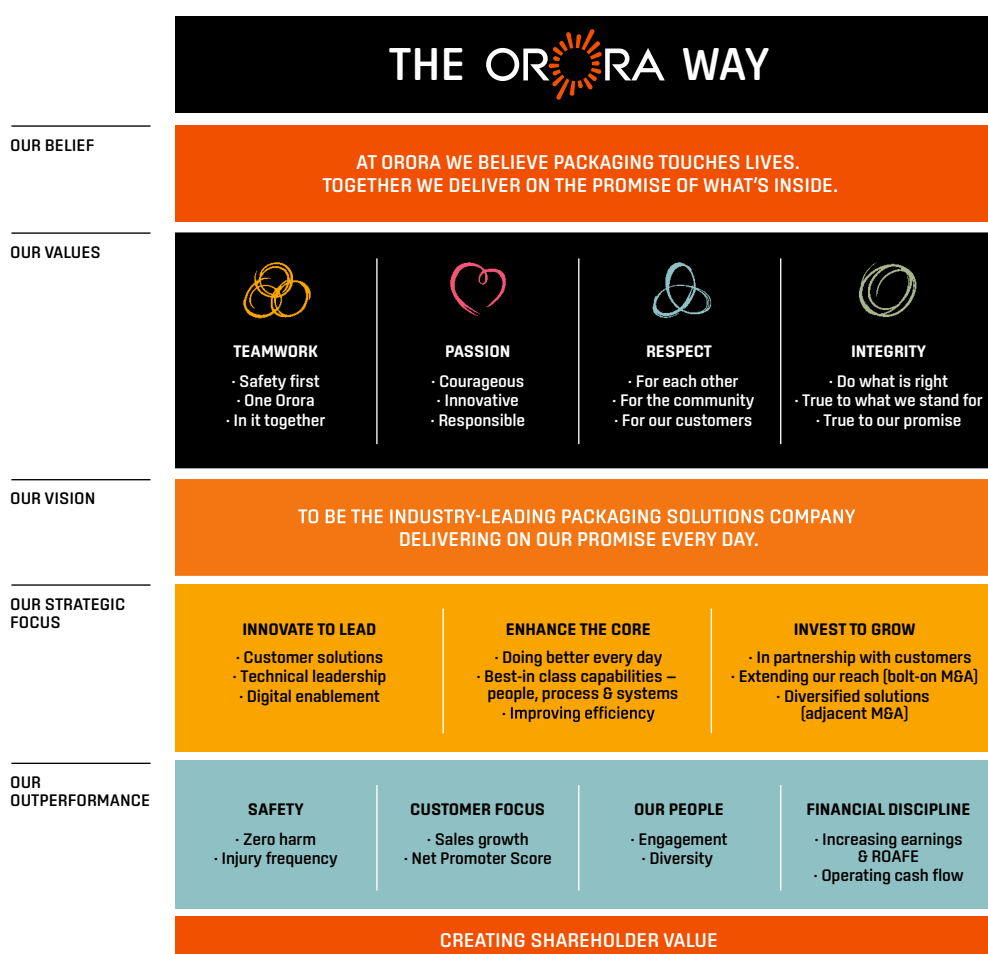 THE ORORA WAY
OUR BELIEF
AT ORORA WE BELIEVE PACKAGING TOUCHES LIVES.
TOGETHER WE DELIVER ON THE PROMISE OF WHAT'S INSIDE.
OUR VALUES
TEAMWORK
· Safety first
· One Orora
· In it together
PASSION
· Courageous
· Innovative
· Responsible
RESPECT
· For each other
· For the community
· For our customers
INTEGRITY
· Do what is right
· True to what we stand for
· True to our promise
OUR VISION
TO BE THE INDUSTRY-LEADING PACKAGING SOLUTIONS COMPANY
DELIVERING ON OUR PROMISE EVERY DAY.
OUR STRATEGIC
FOCUS
INNOVATE TO LEAD
· Customer solutions
· Technical leadership
· Digital enablement
ENHANCE THE CORE
· Doing better every day
· Best-in class capabilities –
people, process & systems
· Improving efficiency
INVEST TO GROW
· In partnership with customers
· Extending our reach (bolt-on M&A)
· Diversified solutions
(adjacent M&A)
OUR
OUTPERFORMANCE
SAFETY
· Zero harm
· Injury frequency
CUSTOMER FOCUS
· Sales growth
· Net Promoter Score
OUR PEOPLE
· Engagement
· Diversity
FINANCIAL DISCIPLINE
· Increasing earnings
& ROAFE
· Operating cash flow
CREATING SHAREHOLDER VALUE